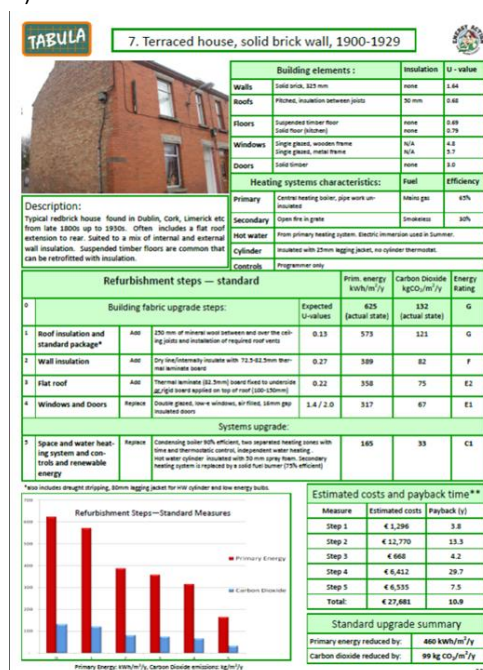 TABULA
7. Terraced house, solid brick wall, 1900-1929
ENERGY ACTION
Building elements : Insulation U - value
Walls Solid brick, 325 mm none 1.64
Roofs Pitched, insulation between joists 50 mm 0.68
Floors Suspended timber floor none 0.69
Solid floor (kitchen) none 0.79
Windows Single glazed, wooden frame N/A 4.8
Single glazed, metal frame N/A 5.7
Doors Solid timber none 3.0
Heating systems characteristics: Fuel Efficiency
Primary Central heating boiler, pipe work un-insulated Mains gas 65%
Secondary Open fire in grate Smokeless 30%
Hot water From primary heating system. Electric immersion used in Summer.
Cylinder Insulated with 25mm lagging jacket, no cylinder thermostat.
Controls Programmer only
Description:
Typical redbrick house found in Dublin, Cork, Limerick etc
from late 1800s up to 1930s. Often includes a flat roof
extension to rear. Suited to a mix of internal and external
wall insulation. Suspended timber floors are common that
can be retrofitted with insulation.
Refurbishment steps — standard Prim. energy kWh/m²/y Carbon Dioxide kgCO₂/m²/y Energy Rating
0 Building fabric upgrade steps: Expected U-values 625 (actual state) 132 (actual state) G
1 Roof insulation and standard package* Add 250 mm of mineral wool between and over the ceiling joists and installation of required roof vents 0.13 573 121 G
2 Wall insulation Add Dry line/internally insulate with 72.5-82.5mm thermal laminate board 0.27 389 82 F
3 Flat roof Add Thermal laminate (82.5mm) board fixed to underside or rigid board applied on top of roof (100-150mm) 0.22 358 75 E2
4 Windows and Doors Replace Double glazed, low-e windows, air filled, 16mm gap insulated doors 1.4 / 2.0 317 67 E1
Systems upgrade:
5 Space and water heating system and controls and renewable energy Replace Condensing boiler 90% efficient, two separated heating zones with time and thermostatic control, independent water heating. Hot water cylinder insulated with 50 mm spray foam. Secondary heating system is replaced by a solid fuel burner (75% efficient) 165 33 C1
*also includes draught stripping, 80mm lagging jacket for HW cylinder and low energy bulbs.
Refurbishment Steps—Standard Measures
700
600
500
400
300
200
100
Primary Energy
Carbon Dioxide
Primary Energy: kWh/m²/y, Carbon Dioxide emissions: kg/m²/y
Estimated costs and payback time**
Measure Estimated costs Payback (y)
Step 1 € 1,296 3.8
Step 2 € 12,770 13.3
Step 3 € 668 4.2
Step 4 € 6,412 29.7
Step 5 € 6,535 7.5
Total: € 27,681 10.9
Standard upgrade summary
Primary energy reduced by: 460 kWh/m²/y
Carbon dioxide reduced by: 99 kg CO₂/m²/y